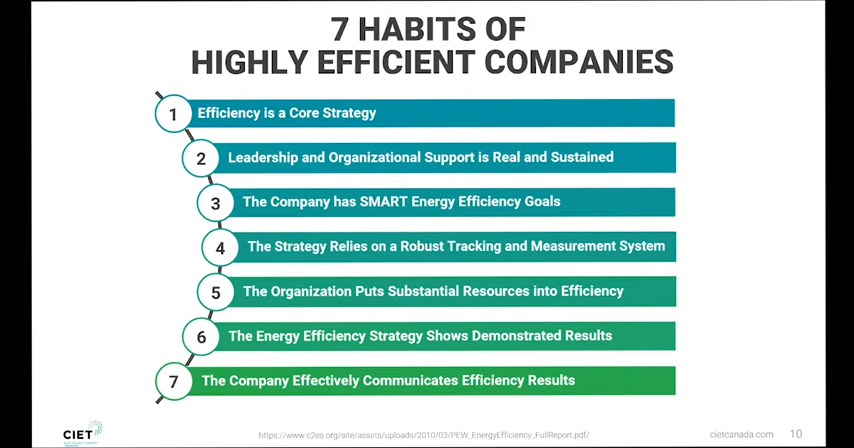 7 HABITS OF
HIGHLY EFFICIENT COMPANIES
1 Efficiency is a Core Strategy
2 Leadership and Organizational Support is Real and Sustained
3 The Company has SMART Energy Efficiency Goals
4 The Strategy Relies on a Robust Tracking and Measurement System
5 The Organization Puts Substantial Resources into Efficiency
6 The Energy Efficiency Strategy Shows Demonstrated Results
7 The Company Effectively Communicates Efficiency Results
CIET
https://www.c2es.org/site/assets/uploads/2010/03/PEW_EnergyEfficiency_FullReport.pdf/
cietcanada.com 10